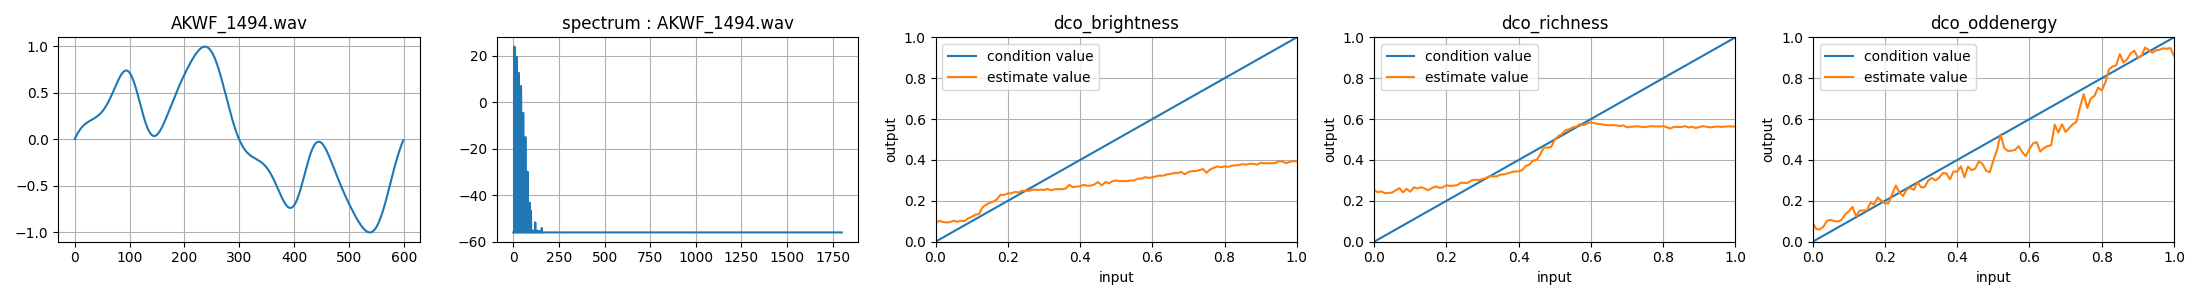 AKWF_1494.wav
1.0
0.5
0.0
−0.5
−1.0
0 100 200 300 400 500 600
spectrum : AKWF_1494.wav
20
0
−20
−40
−60
0 250 500 750 1000 1250 1500 1750
dco_brightness
condition value
estimate value
output
1.0
0.8
0.6
0.4
0.2
0.0
0.0 0.2 0.4 0.6 0.8 1.0
input
dco_richness
condition value
estimate value
output
1.0
0.8
0.6
0.4
0.2
0.0
0.0 0.2 0.4 0.6 0.8 1.0
input
dco_oddenergy
condition value
estimate value
output
1.0
0.8
0.6
0.4
0.2
0.0
0.0 0.2 0.4 0.6 0.8 1.0
input